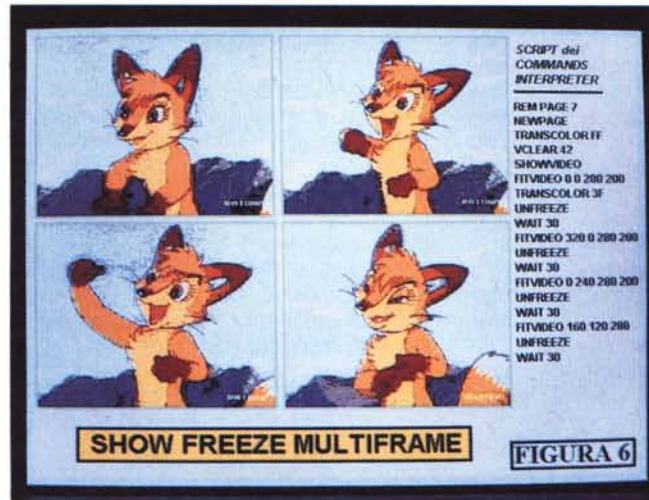 SCRIPT dei
COMMANDS
INTERPRETER
REM PAGE 7
NEWPAGE
TRANSCOLOR FF
VCLEAR 42
SHOWVIDEO
FITVIDEO 0 0 280 200
TRANSCOLOR 3F
UNFREEZE
WAIT 30
FITVIDEO 320 0 280 200
UNFREEZE
WAIT 30
FITVIDEO 0 240 280 200
UNFREEZE
WAIT 30
FITVIDEO 160 120 280
UNFREEZE
WAIT 30
SHOW FREEZE MULTIFRAME
FIGURA 6